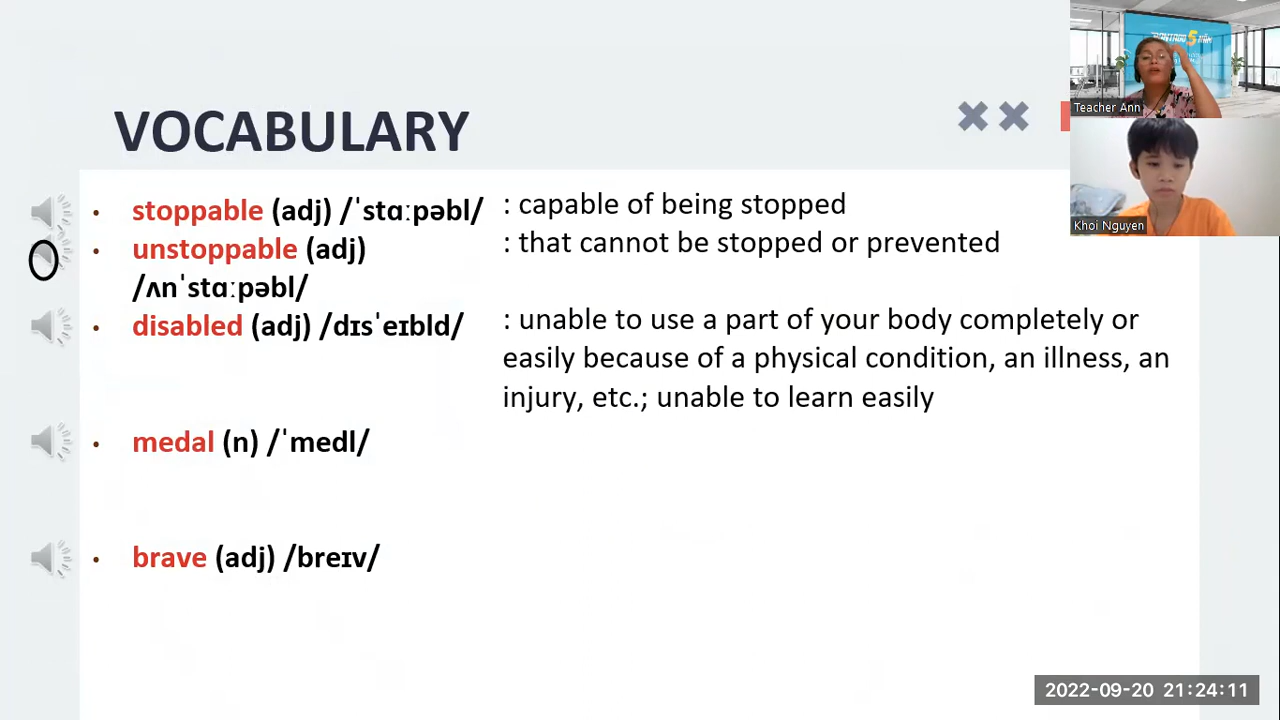 VOCABULARY
stoppable (adj) /ˈstɑːpəbl/ : capable of being stopped
unstoppable (adj) : that cannot be stopped or prevented
/ʌnˈstɑːpəbl/
disabled (adj) /dɪsˈeɪbld/ : unable to use a part of your body completely or
easily because of a physical condition, an illness, an
injury, etc.; unable to learn easily
medal (n) /ˈmedl/
brave (adj) /breɪv/
Teacher Ann
Khoi Nguyen
2022-09-20 21:24:11